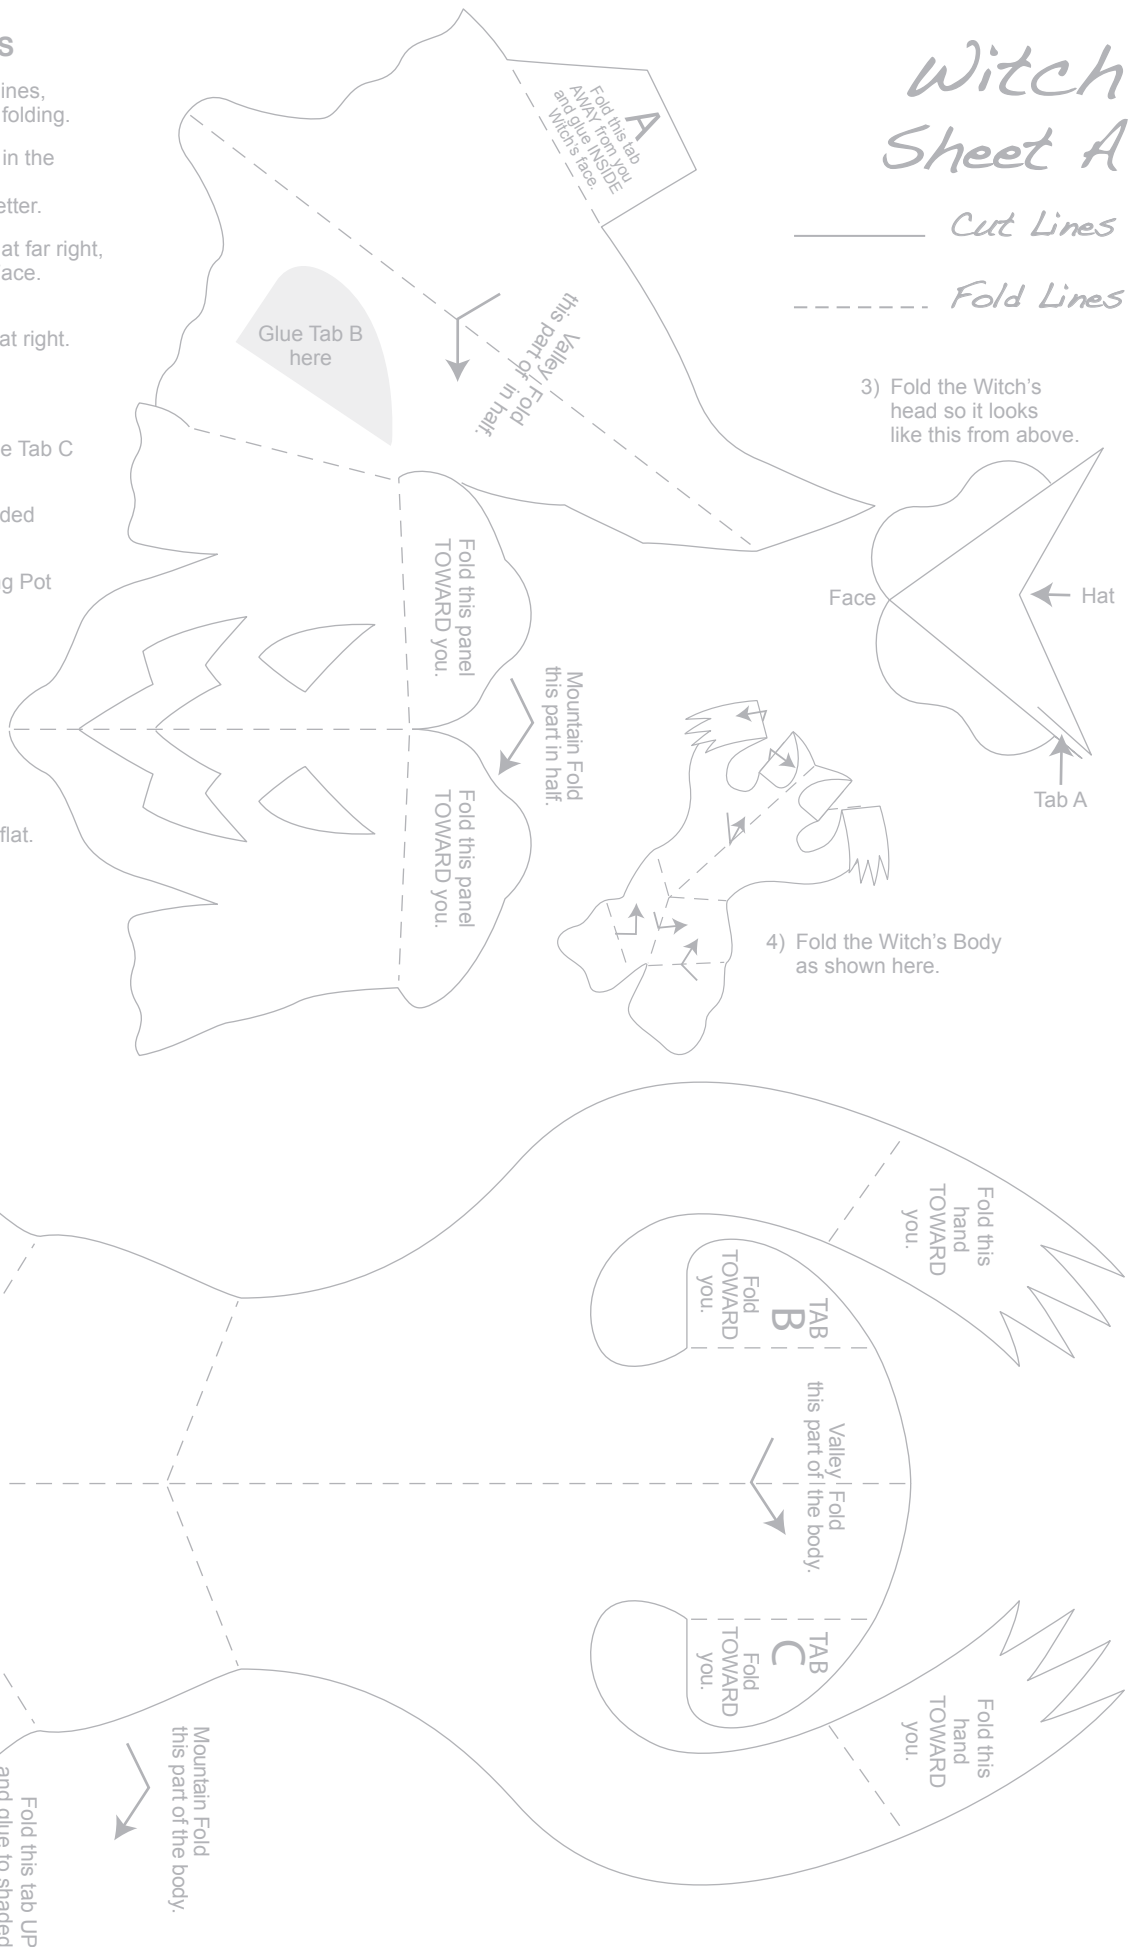 S
ines,
folding.
in the
etter.
at far right,
ace.
at right.
e Tab C
ded
g Pot
flat.
Witch
Sheet A
Cut Lines
Fold Lines
A
Fold this tab
AWAY from you
and glue INSIDE
Witch's face.
Glue Tab B
here
Valley Fold
this part of in half.
3) Fold the Witch's
head so it looks
like this from above.
Face
Hat
Tab A
Fold this panel
TOWARD you.
Mountain Fold
this part in half.
Fold this panel
TOWARD you.
4) Fold the Witch's Body
as shown here.
Fold this
hand
TOWARD
you.
TAB
B
Fold
TOWARD
you.
Valley Fold
this part of the body.
TAB
C
Fold
TOWARD
you.
Fold this
hand
TOWARD
you.
Mountain Fold
this part of the body.
Fold this tab UP
and glue to shaded